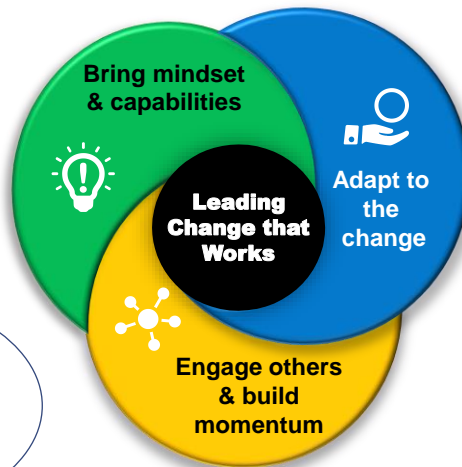 Bring mindset
& capabilities
Adapt to
the
change
Leading
Change that
Works
Engage others
& build
momentum